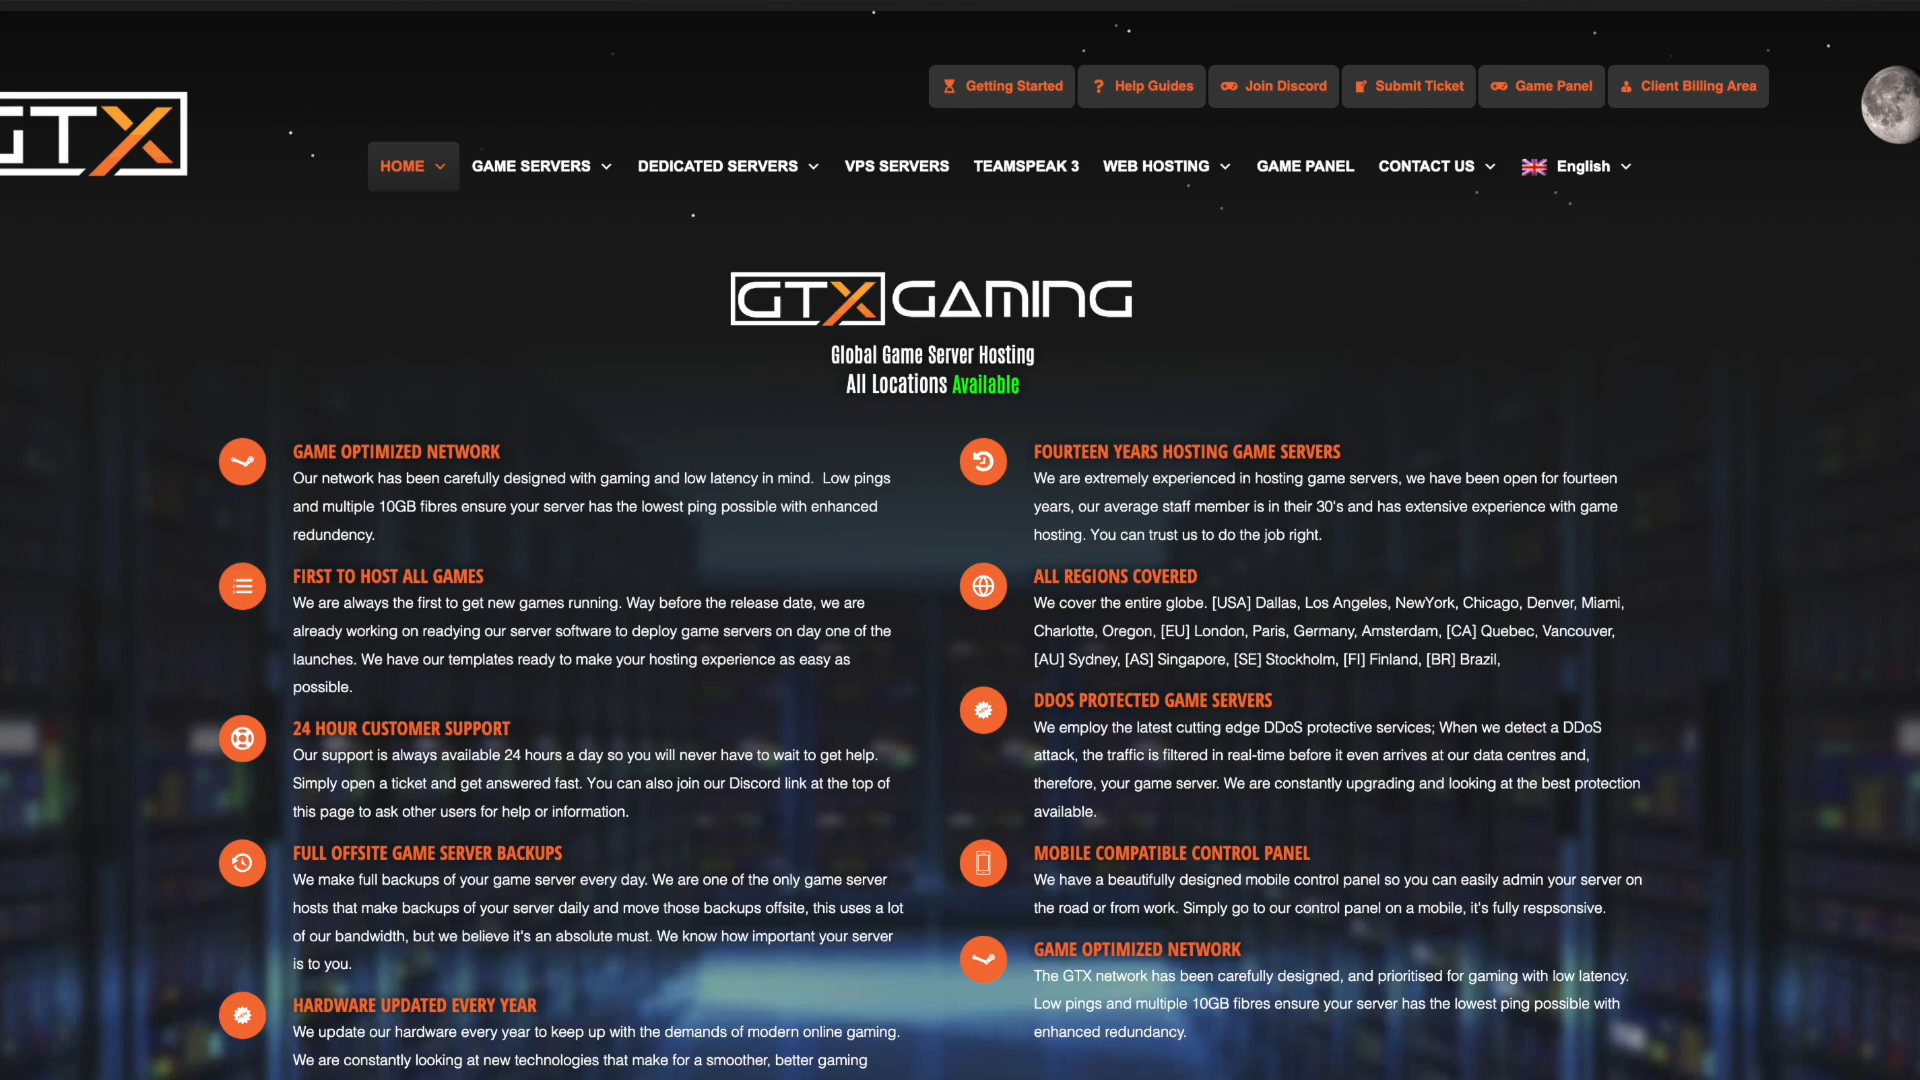 Getting Started
Help Guides
Join Discord
Submit Ticket
Game Panel
Client Billing Area
GTX
HOME
GAME SERVERS
DEDICATED SERVERS
VPS SERVERS
TEAMSPEAK 3
WEB HOSTING
GAME PANEL
CONTACT US
English
GTX GAMING
Global Game Server Hosting
All Locations Available
GAME OPTIMIZED NETWORK
Our network has been carefully designed with gaming and low latency in mind. Low pings
and multiple 10GB fibres ensure your server has the lowest ping possible with enhanced
redundency.
FIRST TO HOST ALL GAMES
We are always the first to get new games running. Way before the release date, we are
already working on readying our server software to deploy game servers on day one of the
launches. We have our templates ready to make your hosting experience as easy as
possible.
24 HOUR CUSTOMER SUPPORT
Our support is always available 24 hours a day so you will never have to wait to get help.
Simply open a ticket and get answered fast. You can also join our Discord link at the top of
this page to ask other users for help or information.
FULL OFFSITE GAME SERVER BACKUPS
We make full backups of your game server every day. We are one of the only game server
hosts that make backups of your server daily and move those backups offsite, this uses a lot
of our bandwidth, but we believe it's an absolute must. We know how important your server
is to you.
HARDWARE UPDATED EVERY YEAR
We update our hardware every year to keep up with the demands of modern online gaming.
We are constantly looking at new technologies that make for a smoother, better gaming
FOURTEEN YEARS HOSTING GAME SERVERS
We are extremely experienced in hosting game servers, we have been open for fourteen
years, our average staff member is in their 30's and has extensive experience with game
hosting. You can trust us to do the job right.
ALL REGIONS COVERED
We cover the entire globe. [USA] Dallas, Los Angeles, NewYork, Chicago, Denver, Miami,
Charlotte, Oregon, [EU] London, Paris, Germany, Amsterdam, [CA] Quebec, Vancouver,
[AU] Sydney, [AS] Singapore, [SE] Stockholm, [FI] Finland, [BR] Brazil,
DDOS PROTECTED GAME SERVERS
We employ the latest cutting edge DDoS protective services; When we detect a DDoS
attack, the traffic is filtered in real-time before it even arrives at our data centres and,
therefore, your game server. We are constantly upgrading and looking at the best protection
available.
MOBILE COMPATIBLE CONTROL PANEL
We have a beautifully designed mobile control panel so you can easily admin your server on
the road or from work. Simply go to our control panel on a mobile, it's fully respsonsive.
GAME OPTIMIZED NETWORK
The GTX network has been carefully designed, and prioritised for gaming with low latency.
Low pings and multiple 10GB fibres ensure your server has the lowest ping possible with
enhanced redundancy.